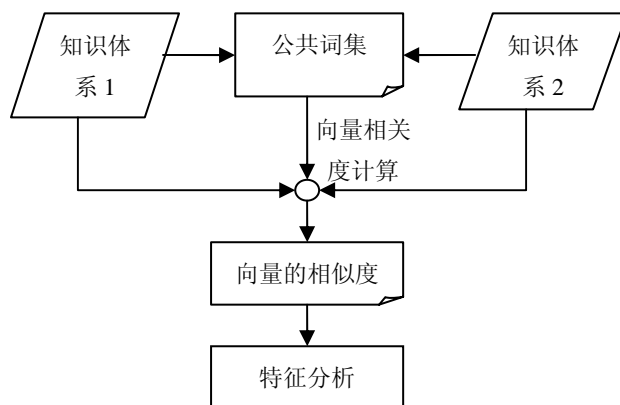 知识体
系 1
公共词集
知识体
系 2
向量相关
度计算
向量的相似度
特征分析